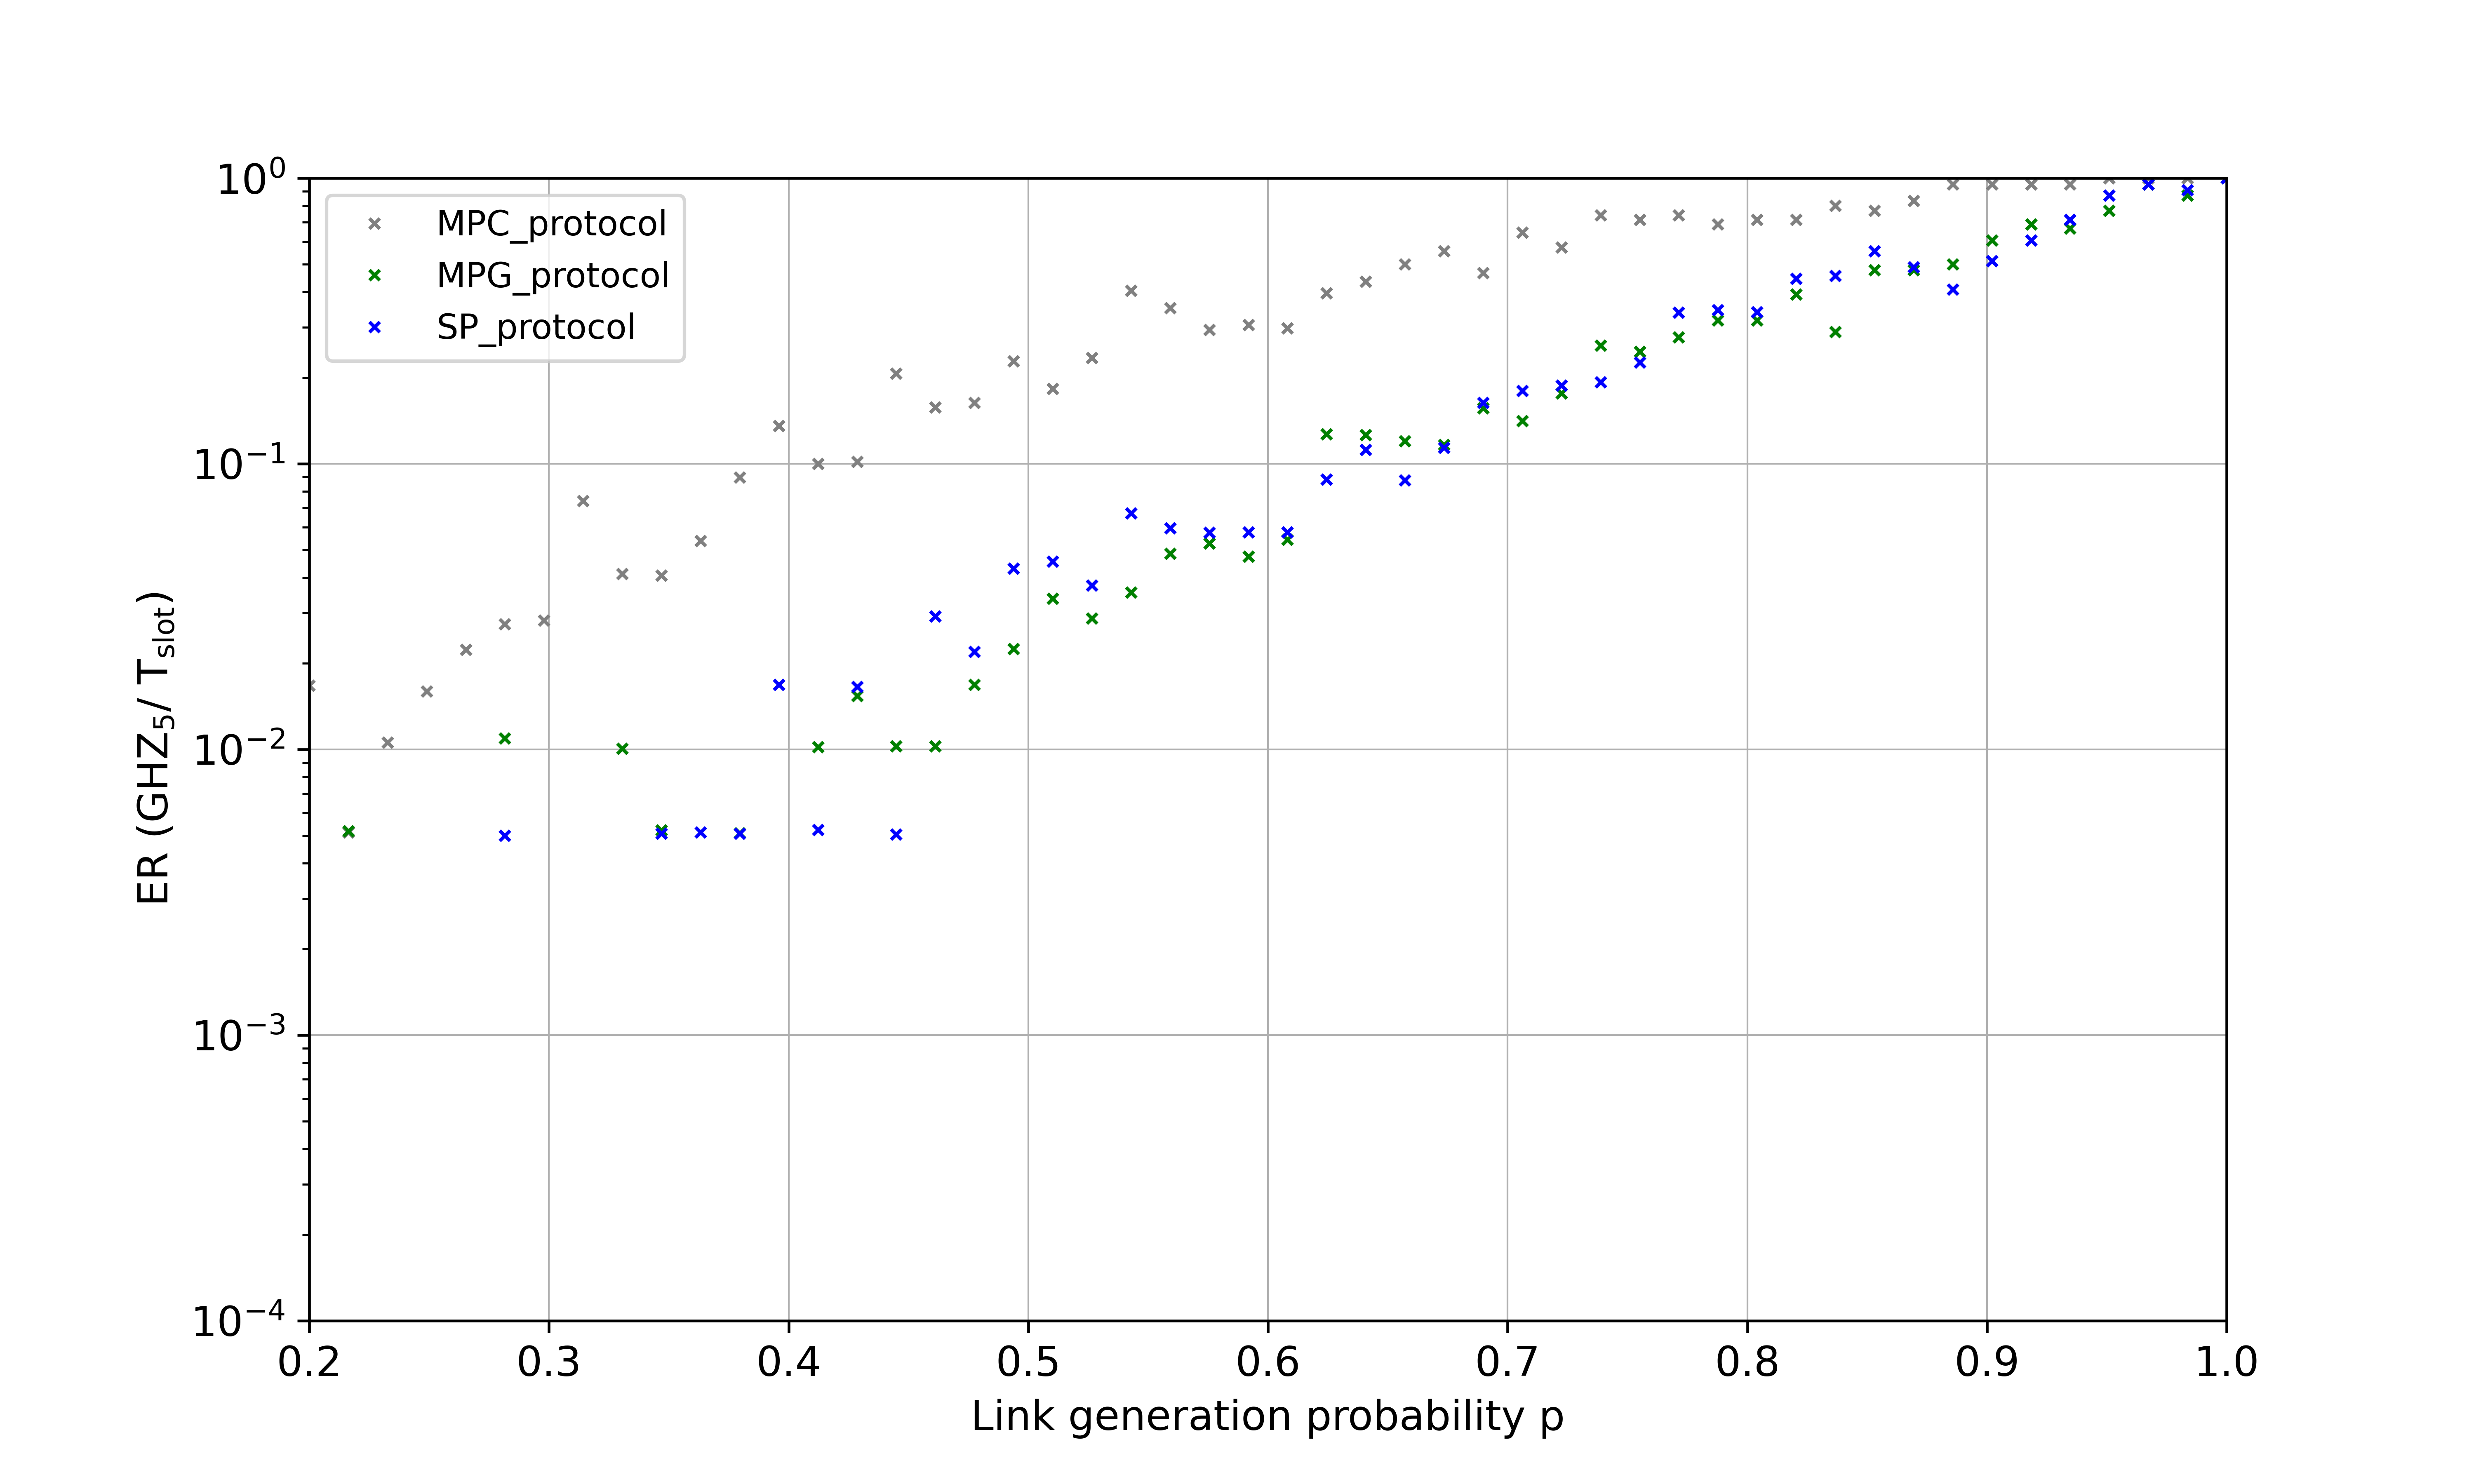 MPC_protocol
MPG_protocol
SP_protocol
10⁰
10⁻¹
10⁻²
10⁻³
10⁻⁴
ER (GHZ₅/ Tₛₗₒₜ)
0.2 0.3 0.4 0.5 0.6 0.7 0.8 0.9 1.0
Link generation probability p